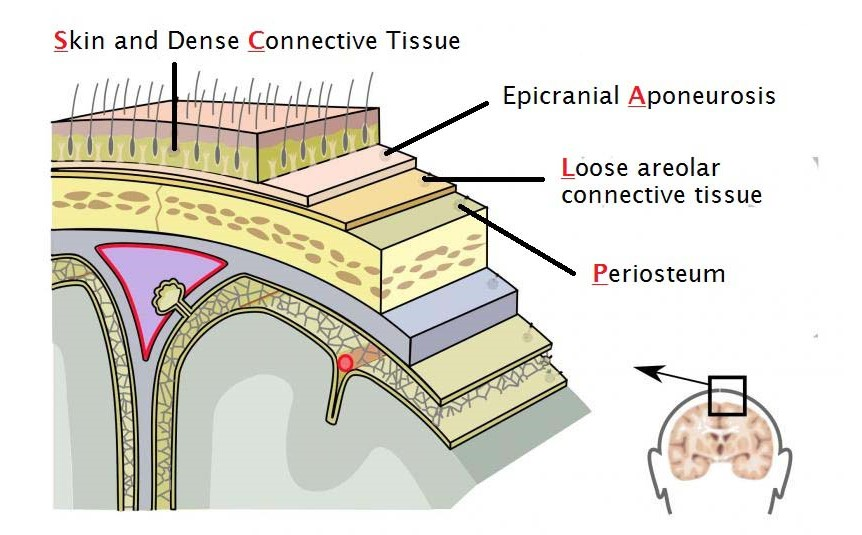 Skin and Dense Connective Tissue
Epicranial Aponeurosis
Loose areolar
connective tissue
Periosteum